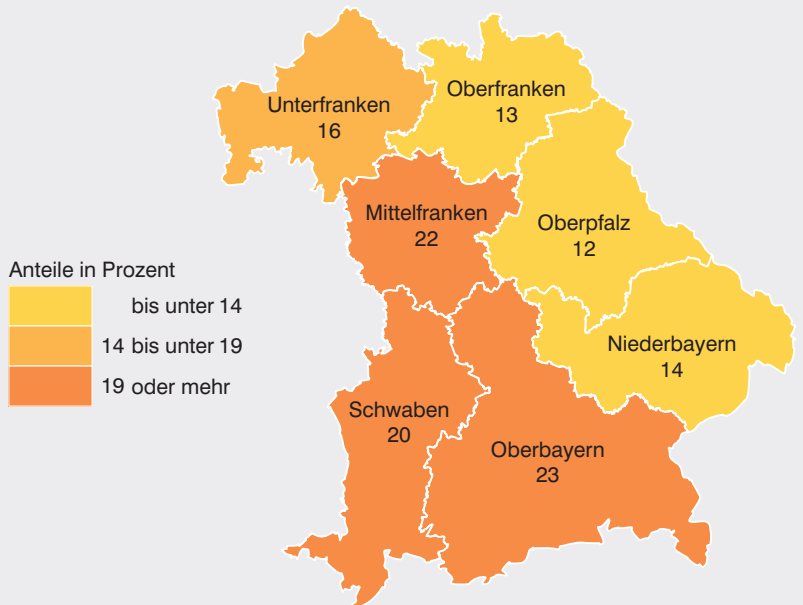 Oberfranken
13
Unterfranken
16
Mittelfranken
22
Oberpfalz
12
Anteile in Prozent
bis unter 14
14 bis unter 19
19 oder mehr
Niederbayern
14
Schwaben
20
Oberbayern
23